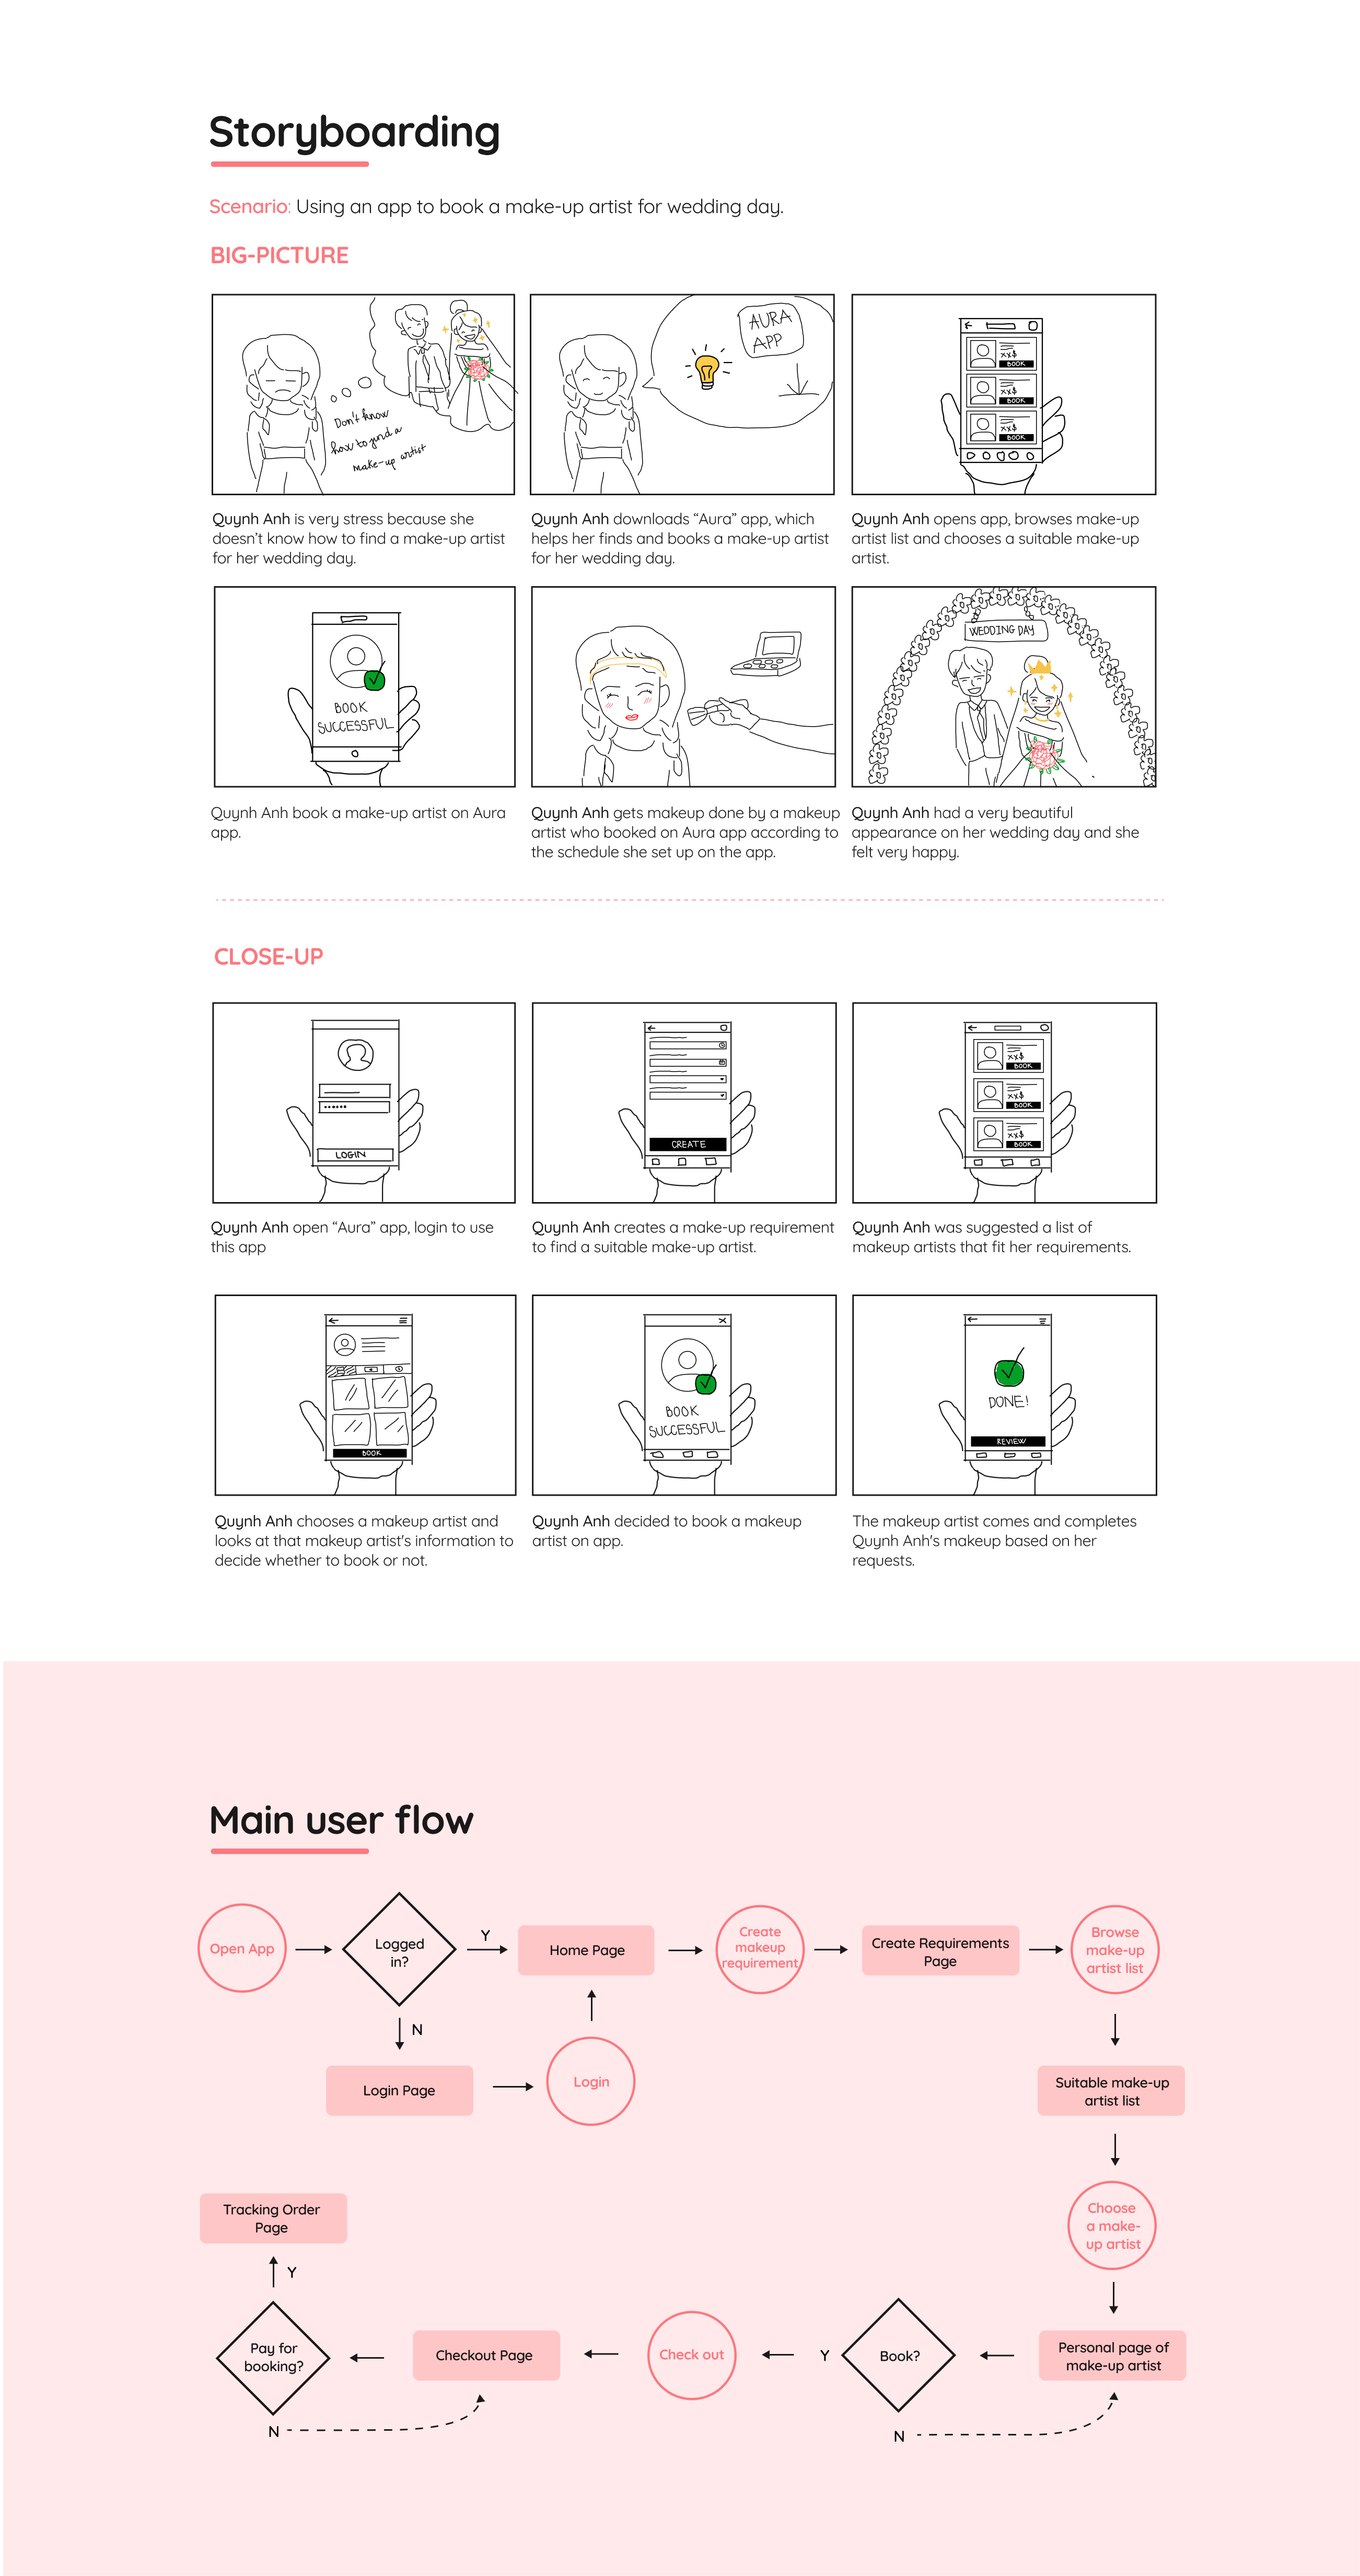 Storyboarding
Scenario: Using an app to book a make-up artist for wedding day.
BIG-PICTURE
Don't know
how to find a
make-up artist
AURA
APP
XX$
BOOK
XX$
BOOK
XX$
BOOK
Quynh Anh is very stress because she
doesn't know how to find a make-up artist
for her wedding day.
Quynh Anh downloads “Aura” app, which
helps her finds and books a make-up artist
for her wedding day.
Quynh Anh opens app, browses make-up
artist list and chooses a suitable make-up
artist.
BOOK
SUCCESSFUL
WEDDING DAY
Quynh Anh book a make-up artist on Aura
app.
Quynh Anh gets makeup done by a makeup
artist who booked on Aura app according to
the schedule she set up on the app.
Quynh Anh had a very beautiful
appearance on her wedding day and she
felt very happy.
CLOSE-UP
LOGIN
CREATE
XX$
BOOK
XX$
BOOK
XX$
BOOK
Quynh Anh open “Aura” app, login to use
this app
Quynh Anh creates a make-up requirement
to find a suitable make-up artist.
Quynh Anh was suggested a list of
makeup artists that fit her requirements.
BOOK
BOOK
SUCCESSFUL
DONE!
REVIEW
Quynh Anh chooses a makeup artist and
looks at that makeup artist's information to
decide whether to book or not.
Quynh Anh decided to book a makeup
artist on app.
The makeup artist comes and completes
Quynh Anh's makeup based on her
requests.
Main user flow
Open App
Logged
in?
Y
Home Page
Create
makeup
requirement
Create Requirements
Page
Browse
make-up
artist list
N
Login Page
Login
Suitable make-up
artist list
Choose
a make-
up artist
Tracking Order
Page
Y
Pay for
booking?
Checkout Page
Check out
Y
Book?
Personal page of
make-up artist
N
N